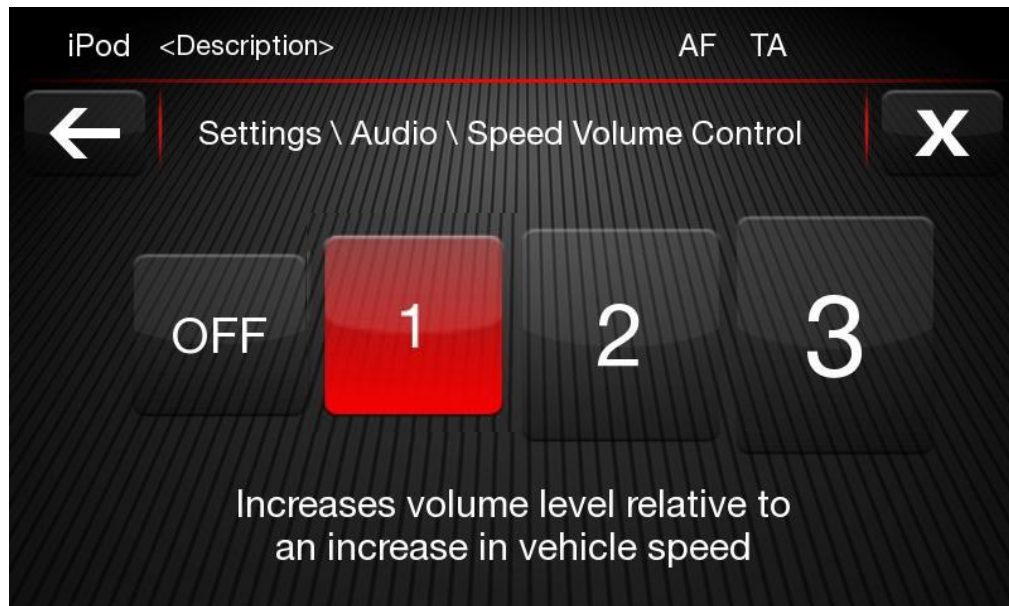 iPod <Description> AF TA
Settings \ Audio \ Speed Volume Control
X
OFF
1
2
3
Increases volume level relative to
an increase in vehicle speed